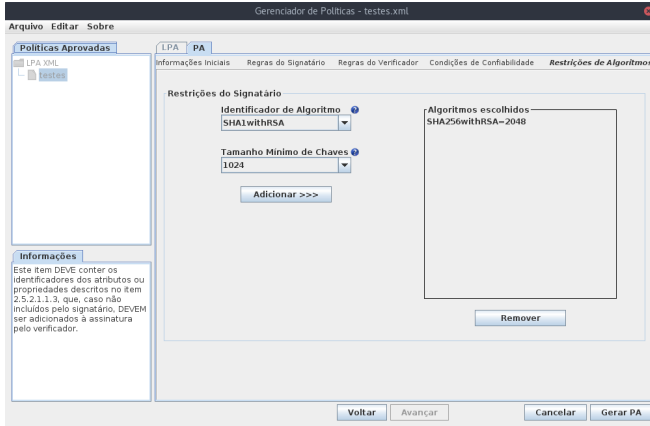 Gerenciador de Políticas - testes.xml
Arquivo Editar Sobre
Políticas Aprovadas
LPA XML
testes
LPA PA
Informações Iniciais Regras do Signatário Regras do Verificador Condições de Confiabilidade Restrições de Algoritmos
Restrições do Signatário
Identificador de Algoritmo
SHA1withRSA
Tamanho Mínimo de Chaves
1024
Adicionar >>>
Algoritmos escolhidos
SHA256withRSA~2048
Remover
Informações
Este item DEVE conter os
identificadores dos atributos ou
propriedades descritos no item
2.5.2.1.1.3, que, caso não
incluídos pelo signatário, DEVEM
ser adicionados à assinatura
pelo verificador.
Voltar Avançar Cancelar Gerar PA